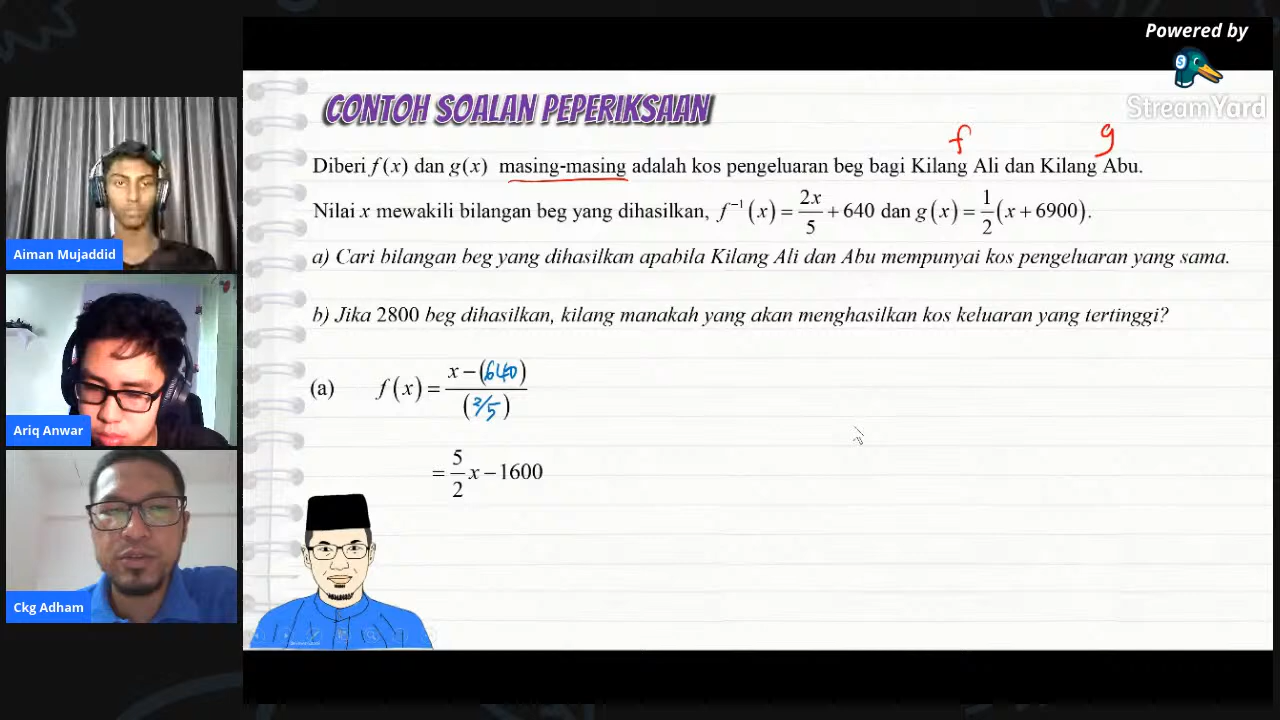 Powered by
StreamYard
CONTOH SOALAN PEPERIKSAAN
f g
Diberi f(x) dan g(x) masing-masing adalah kos pengeluaran beg bagi Kilang Ali dan Kilang Abu.
Nilai x mewakili bilangan beg yang dihasilkan, f⁻¹(x) = 2x/5 + 640 dan g(x) = 1/2 (x + 6900).
a) Cari bilangan beg yang dihasilkan apabila Kilang Ali dan Abu mempunyai kos pengeluaran yang sama.
b) Jika 2800 beg dihasilkan, kilang manakah yang akan menghasilkan kos keluaran yang tertinggi?
(a) f(x) = x − (640) / (2/5)
= 5/2 x − 1600
Aiman Mujaddid
Ariq Anwar
Ckg Adham